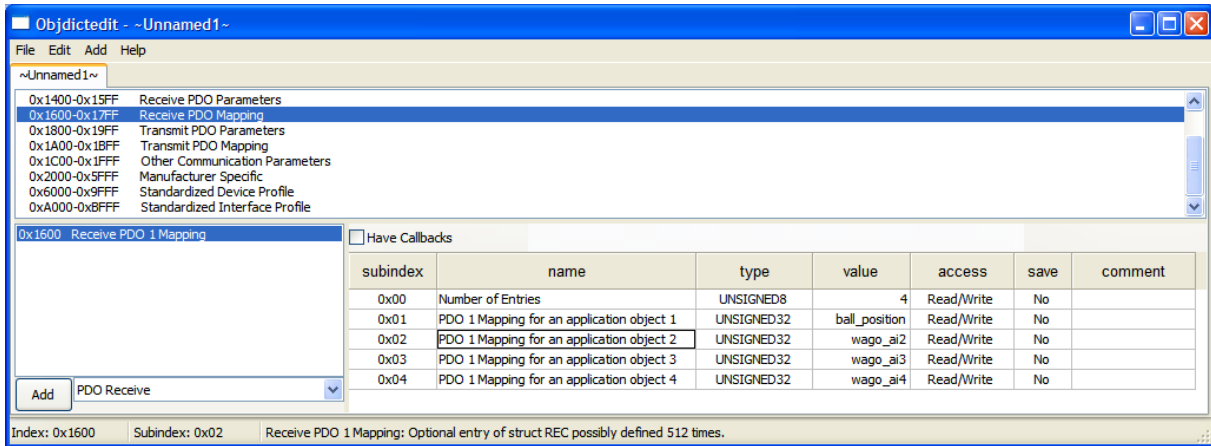 Objdictedit - ~Unnamed1~
File Edit Add Help
~Unnamed1~
0x1400-0x15FF Receive PDO Parameters
0x1600-0x17FF Receive PDO Mapping
0x1800-0x19FF Transmit PDO Parameters
0x1A00-0x1BFF Transmit PDO Mapping
0x1C00-0x1FFF Other Communication Parameters
0x2000-0x5FFF Manufacturer Specific
0x6000-0x9FFF Standardized Device Profile
0xA000-0xBFFF Standardized Interface Profile
0x1600 Receive PDO 1 Mapping
Have Callbacks
subindex name type value access save comment
0x00 Number of Entries UNSIGNED8 4 Read/Write No
0x01 PDO 1 Mapping for an application object 1 UNSIGNED32 ball_position Read/Write No
0x02 PDO 1 Mapping for an application object 2 UNSIGNED32 wago_ai2 Read/Write No
0x03 PDO 1 Mapping for an application object 3 UNSIGNED32 wago_ai3 Read/Write No
0x04 PDO 1 Mapping for an application object 4 UNSIGNED32 wago_ai4 Read/Write No
Add PDO Receive
Index: 0x1600 Subindex: 0x02 Receive PDO 1 Mapping: Optional entry of struct REC possibly defined 512 times.